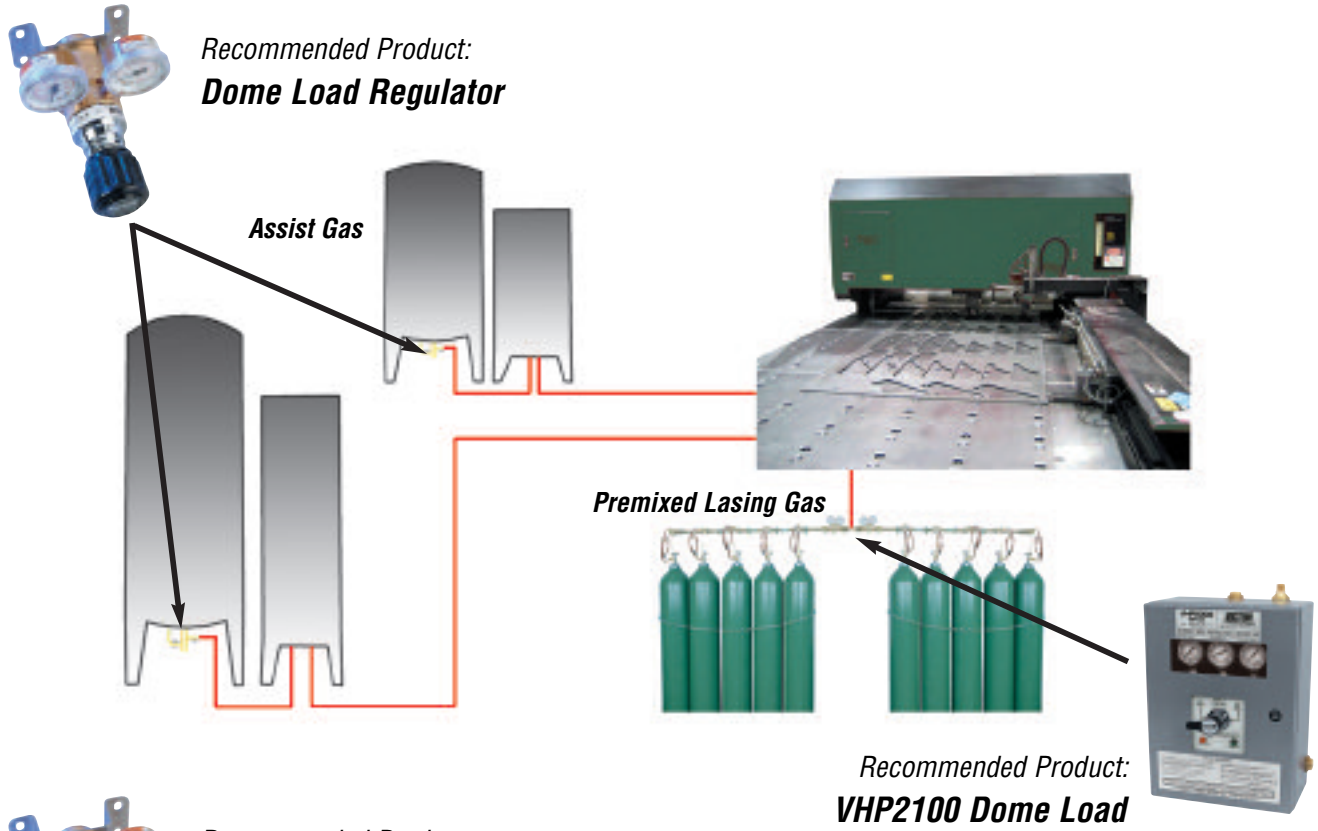 Recommended Product:
Dome Load Regulator
Assist Gas
Premixed Lasing Gas
Recommended Product:
VHP2100 Dome Load